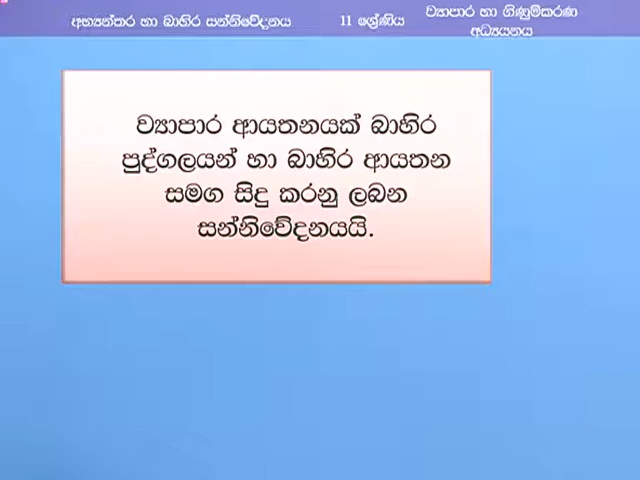 අභ්‍යන්තර හා බාහිර සන්නිවේදනය
11 ශ්‍රේණිය
ව්‍යාපාර හා ගිණුම්කරණ
අධ්‍යයනය
ව්‍යාපාර ආයතනයක් බාහිර
පුද්ගලයන් හා බාහිර ආයතන
සමග සිදු කරනු ලබන
සන්නිවේදනයයි.